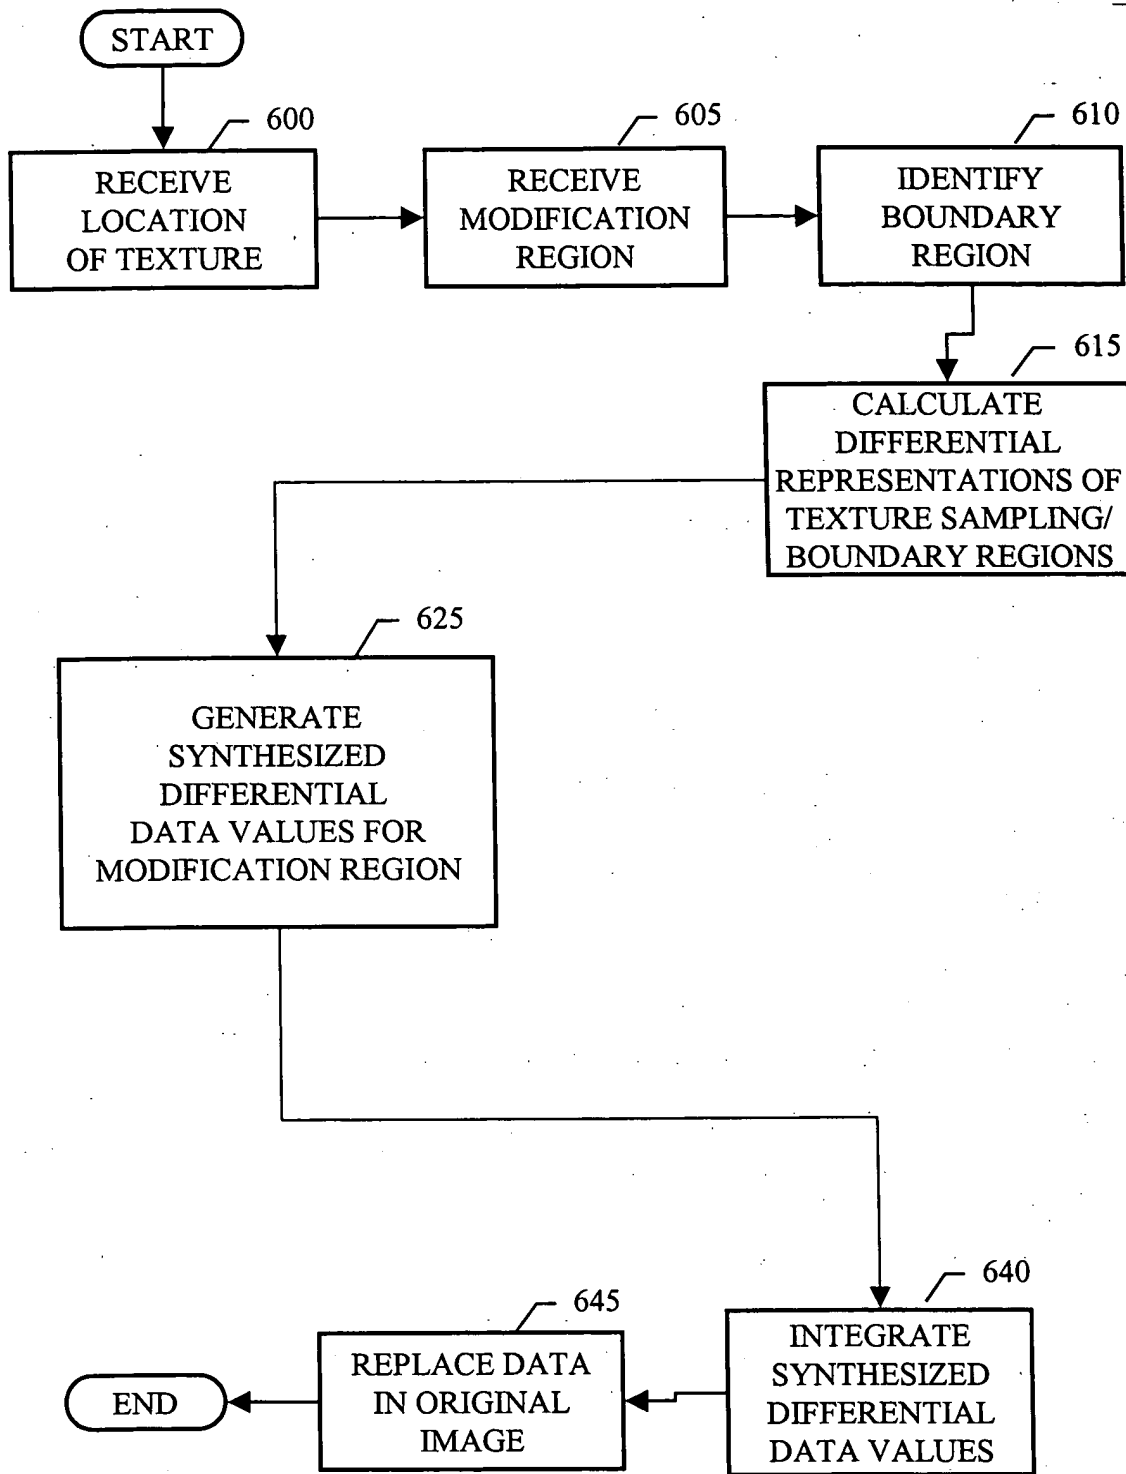 START
600
RECEIVE
LOCATION
OF TEXTURE
605
RECEIVE
MODIFICATION
REGION
610
IDENTIFY
BOUNDARY
REGION
615
CALCULATE
DIFFERENTIAL
REPRESENTATIONS OF
TEXTURE SAMPLING/
BOUNDARY REGIONS
625
GENERATE
SYNTHESIZED
DIFFERENTIAL
DATA VALUES FOR
MODIFICATION REGION
640
INTEGRATE
SYNTHESIZED
DIFFERENTIAL
DATA VALUES
645
REPLACE DATA
IN ORIGINAL
IMAGE
END